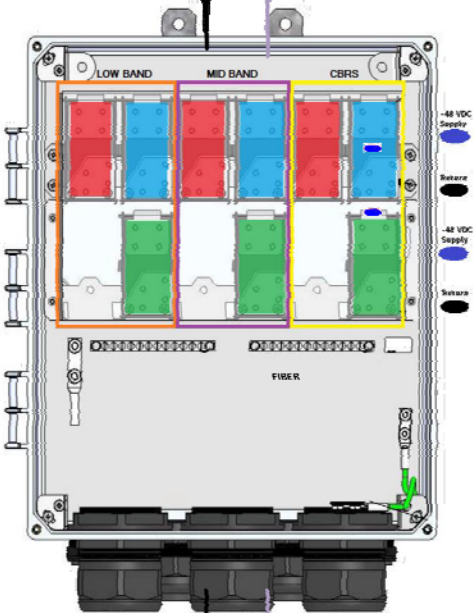 LOW BAND MID BAND CBRS
-48 VDC
Supply
Return
-48 VDC
Supply
Return
FIBER